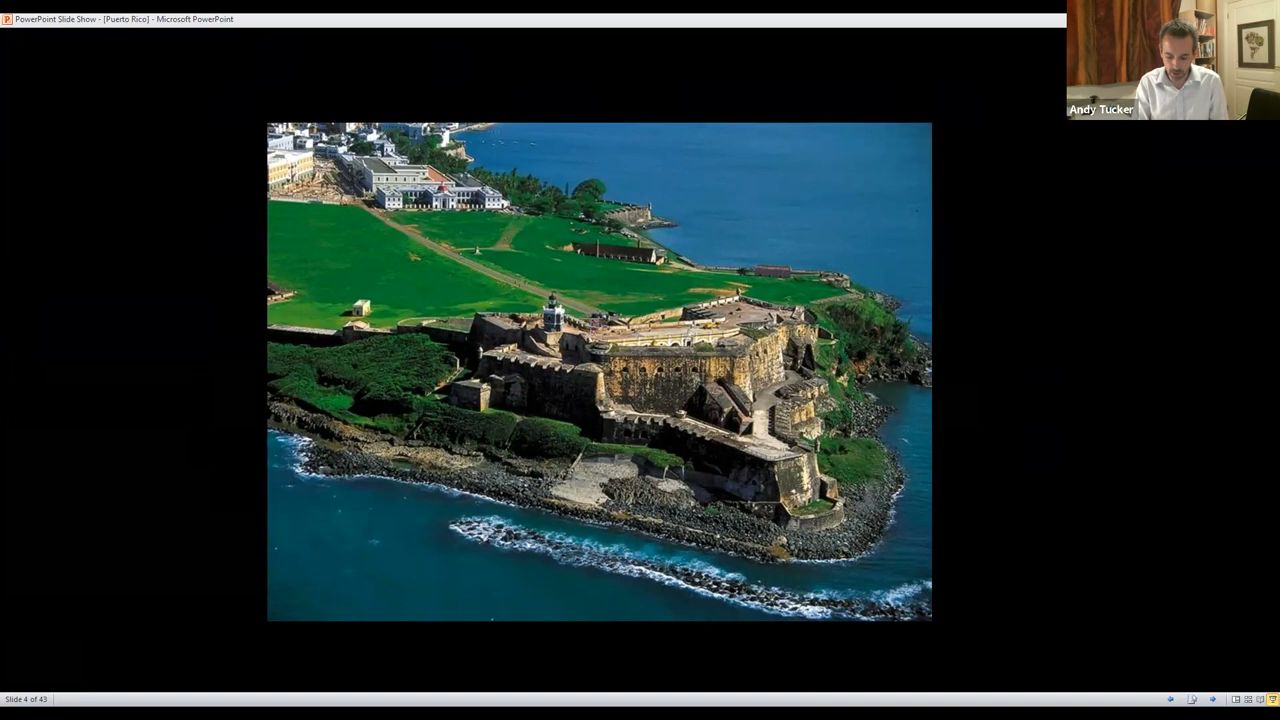 PowerPoint Slide Show - [Puerto Rico] - Microsoft PowerPoint
Andy Tucker
Slide 4 of 43